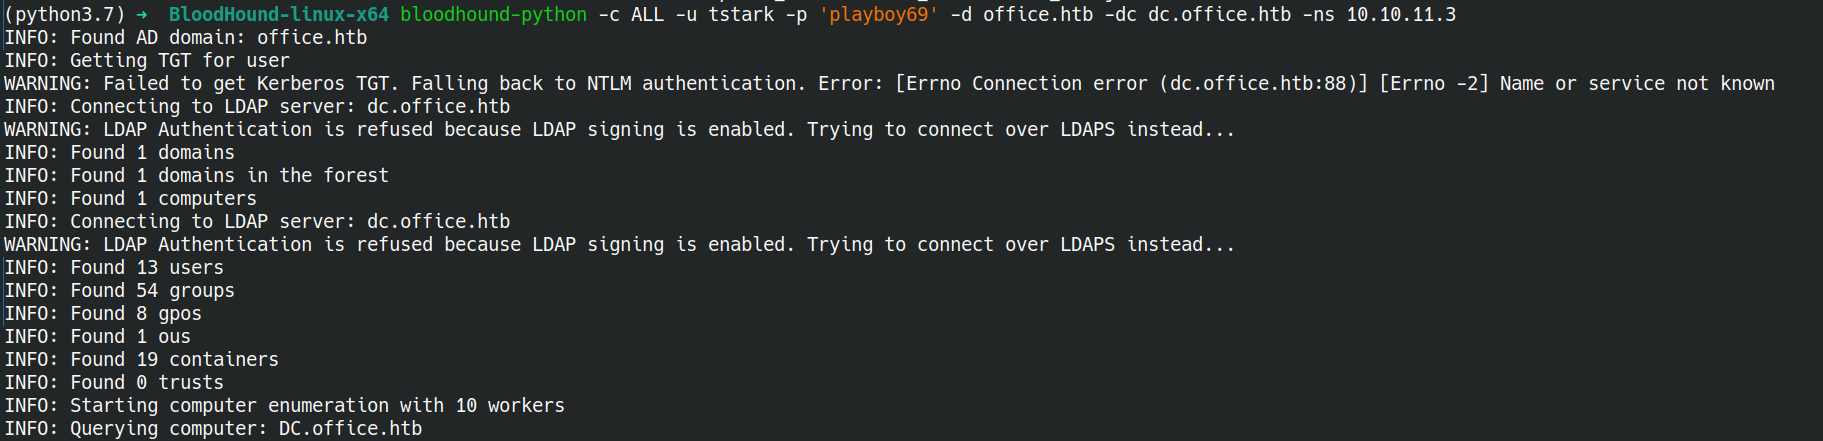 (python3.7) → BloodHound-linux-x64 bloodhound-python -c ALL -u tstark -p 'playboy69' -d office.htb -dc dc.office.htb -ns 10.10.11.3
INFO: Found AD domain: office.htb
INFO: Getting TGT for user
WARNING: Failed to get Kerberos TGT. Falling back to NTLM authentication. Error: [Errno Connection error (dc.office.htb:88)] [Errno -2] Name or service not known
INFO: Connecting to LDAP server: dc.office.htb
WARNING: LDAP Authentication is refused because LDAP signing is enabled. Trying to connect over LDAPS instead...
INFO: Found 1 domains
INFO: Found 1 domains in the forest
INFO: Found 1 computers
INFO: Connecting to LDAP server: dc.office.htb
WARNING: LDAP Authentication is refused because LDAP signing is enabled. Trying to connect over LDAPS instead...
INFO: Found 13 users
INFO: Found 54 groups
INFO: Found 8 gpos
INFO: Found 1 ous
INFO: Found 19 containers
INFO: Found 0 trusts
INFO: Starting computer enumeration with 10 workers
INFO: Querying computer: DC.office.htb